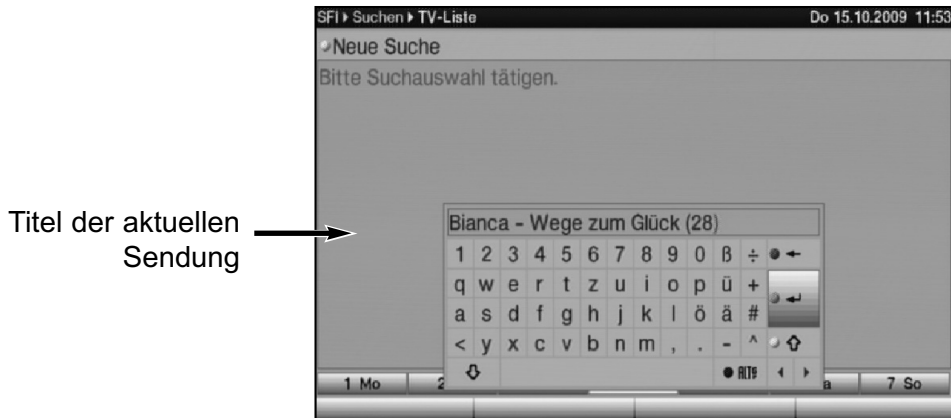 SFI ▸ Suchen ▸ TV-Liste Do 15.10.2009 11:53
Neue Suche
Bitte Suchauswahl tätigen.
Titel der aktuellen
Sendung
Bianca - Wege zum Glück (28)
1 2 3 4 5 6 7 8 9 0 ß ÷ ←
q w e r t z u i o p ü + ↵
a s d f g h j k l ö ä #
< y x c v b n m , . - ^ ⇧
⇩ ALTG ◂ ▸
1 Mo 2 a 7 So